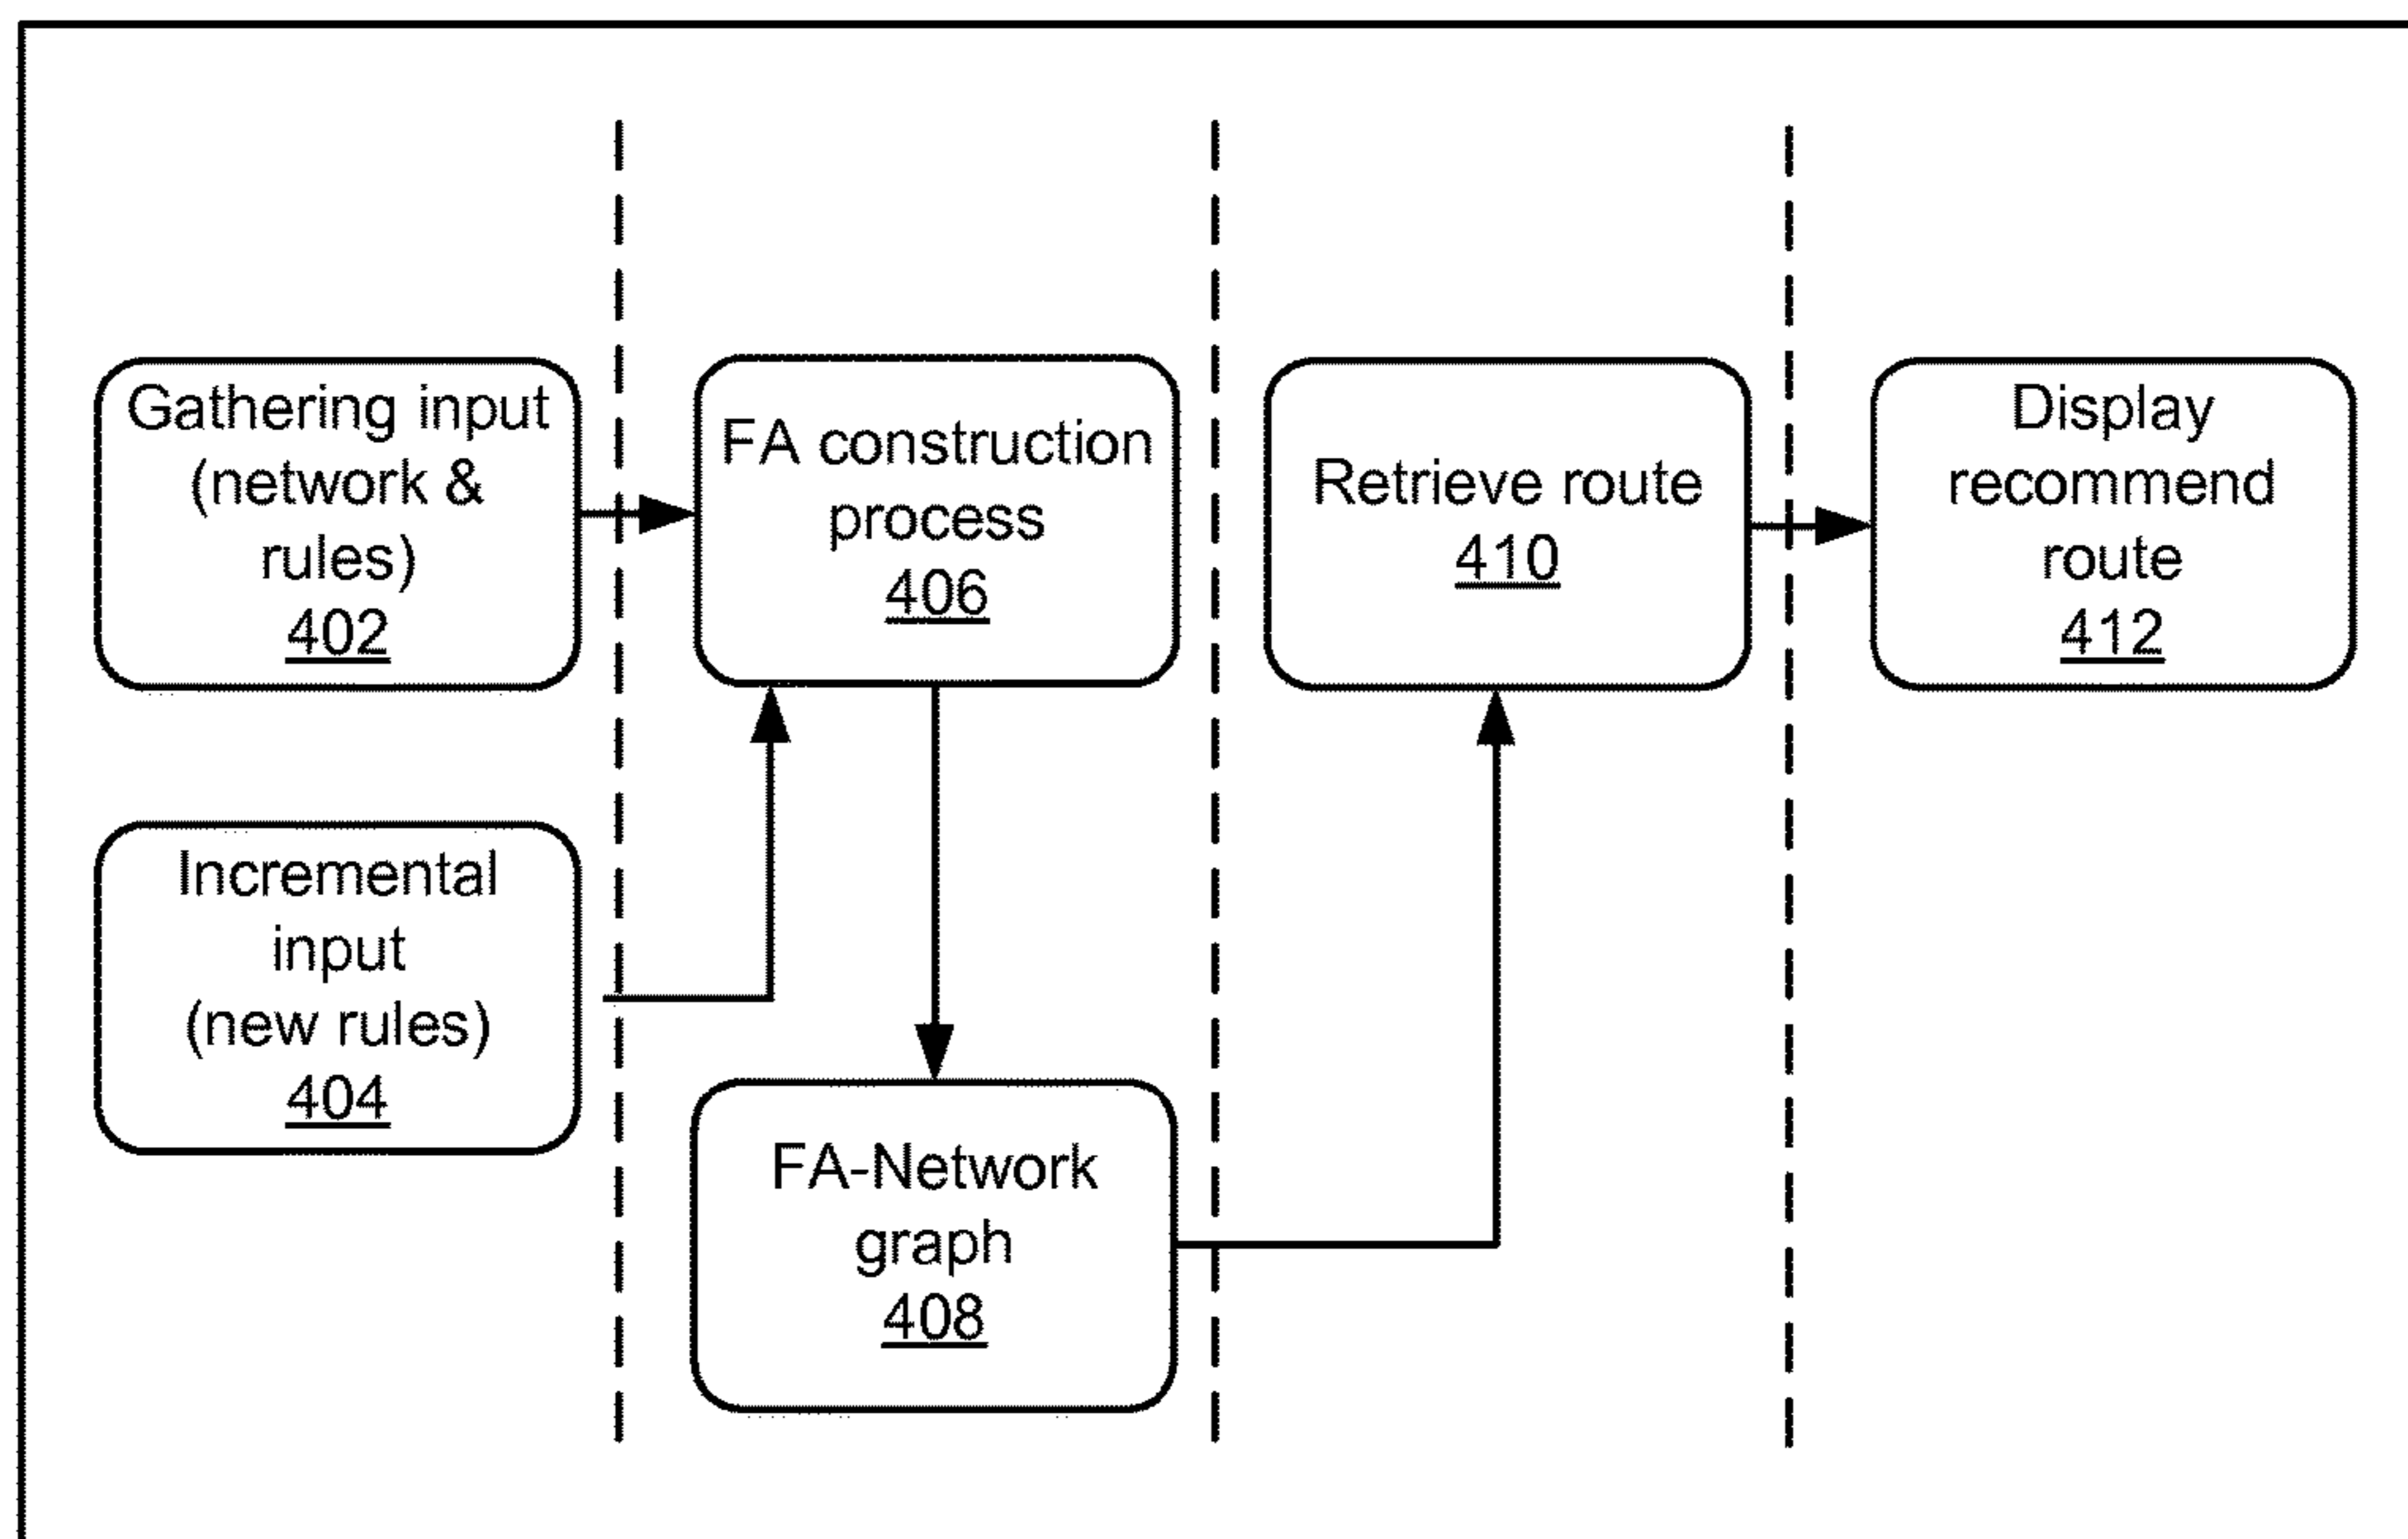 Gathering input
(network &
rules)
402
Incremental
input
(new rules)
404
FA construction
process
406
FA-Network
graph
408
Retrieve route
410
Display
recommend
route
412